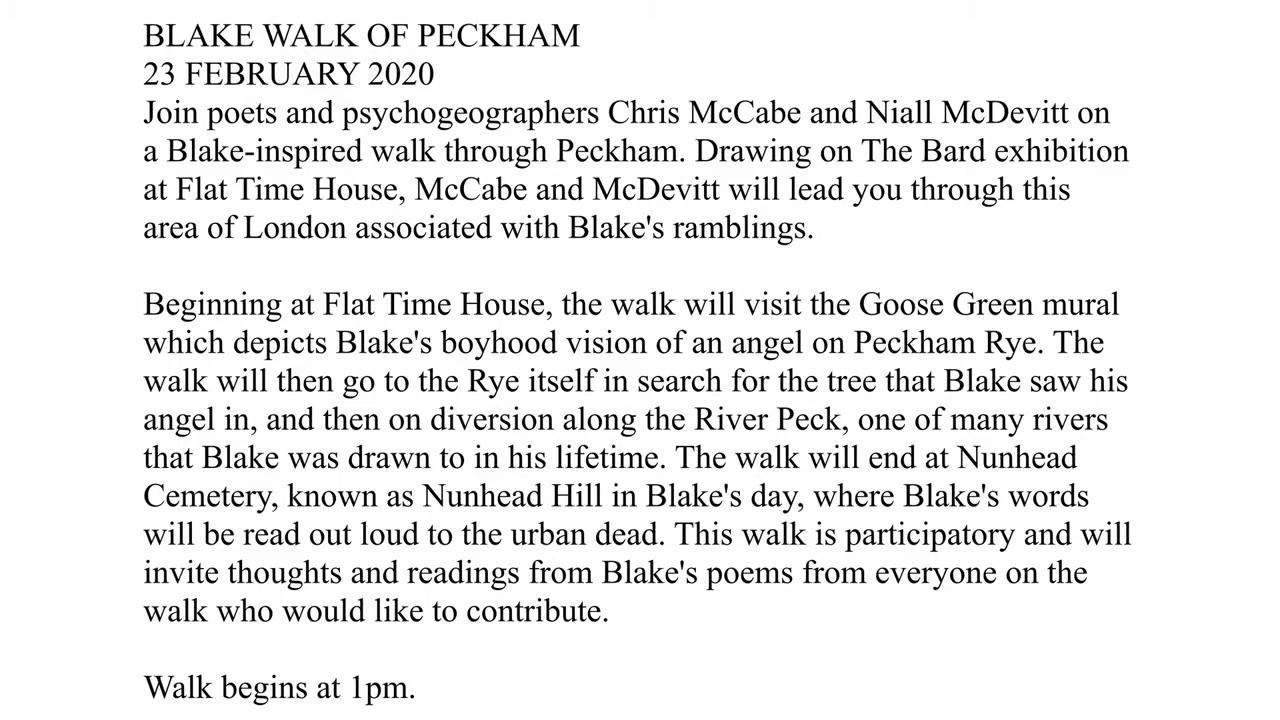 BLAKE WALK OF PECKHAM
23 FEBRUARY 2020
Join poets and psychogeographers Chris McCabe and Niall McDevitt on
a Blake-inspired walk through Peckham. Drawing on The Bard exhibition
at Flat Time House, McCabe and McDevitt will lead you through this
area of London associated with Blake's ramblings.

Beginning at Flat Time House, the walk will visit the Goose Green mural
which depicts Blake's boyhood vision of an angel on Peckham Rye. The
walk will then go to the Rye itself in search for the tree that Blake saw his
angel in, and then on diversion along the River Peck, one of many rivers
that Blake was drawn to in his lifetime. The walk will end at Nunhead
Cemetery, known as Nunhead Hill in Blake's day, where Blake's words
will be read out loud to the urban dead. This walk is participatory and will
invite thoughts and readings from Blake's poems from everyone on the
walk who would like to contribute.

Walk begins at 1pm.